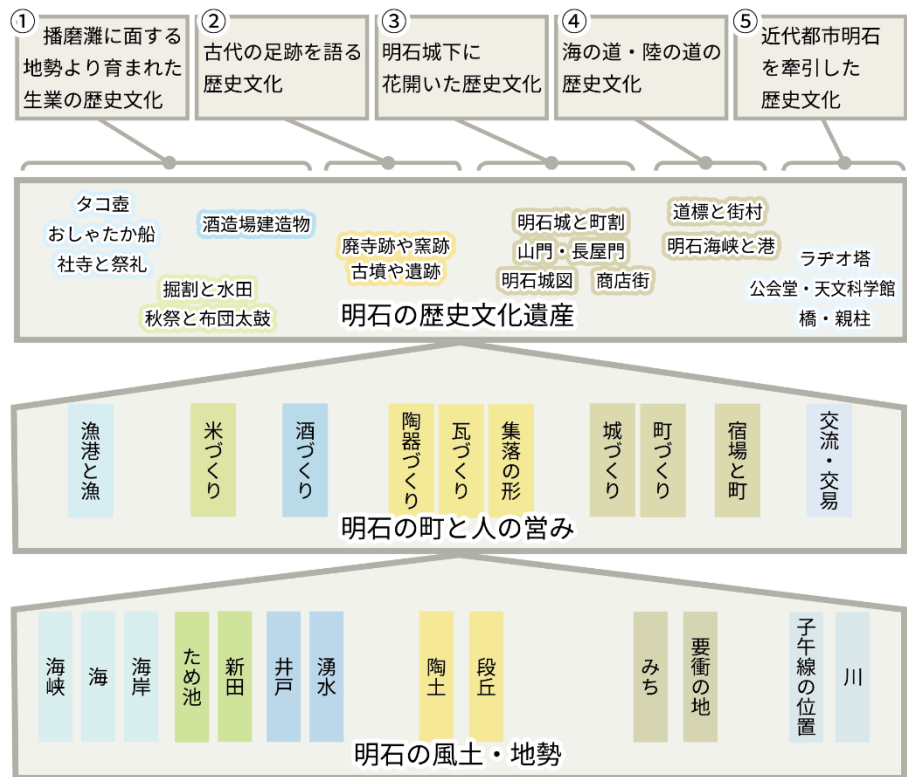 ①
播磨灘に面する
地勢より育まれた
生業の歴史文化
②
古代の足跡を語る
歴史文化
③
明石城下に
花開いた歴史文化
④
海の道・陸の道の
歴史文化
⑤
近代都市明石
を牽引した
歴史文化
タコ壺
おしゃたか船
社寺と祭礼
酒造場建造物
掘割と水田
秋祭と布団太鼓
廃寺跡や窯跡
古墳や遺跡
明石城と町割
山門・長屋門
明石城図
商店街
道標と街村
明石海峡と港
ラヂオ塔
公会堂・天文科学館
橋・親柱
明石の歴史文化遺産
漁港と漁
米づくり
酒づくり
陶器づくり
瓦づくり
集落の形
城づくり
町づくり
宿場と町
交流・交易
明石の町と人の営み
海峡
海
海岸
ため池
新田
井戸
湧水
陶土
段丘
みち
要衝の地
子午線の位置
川
明石の風土・地勢